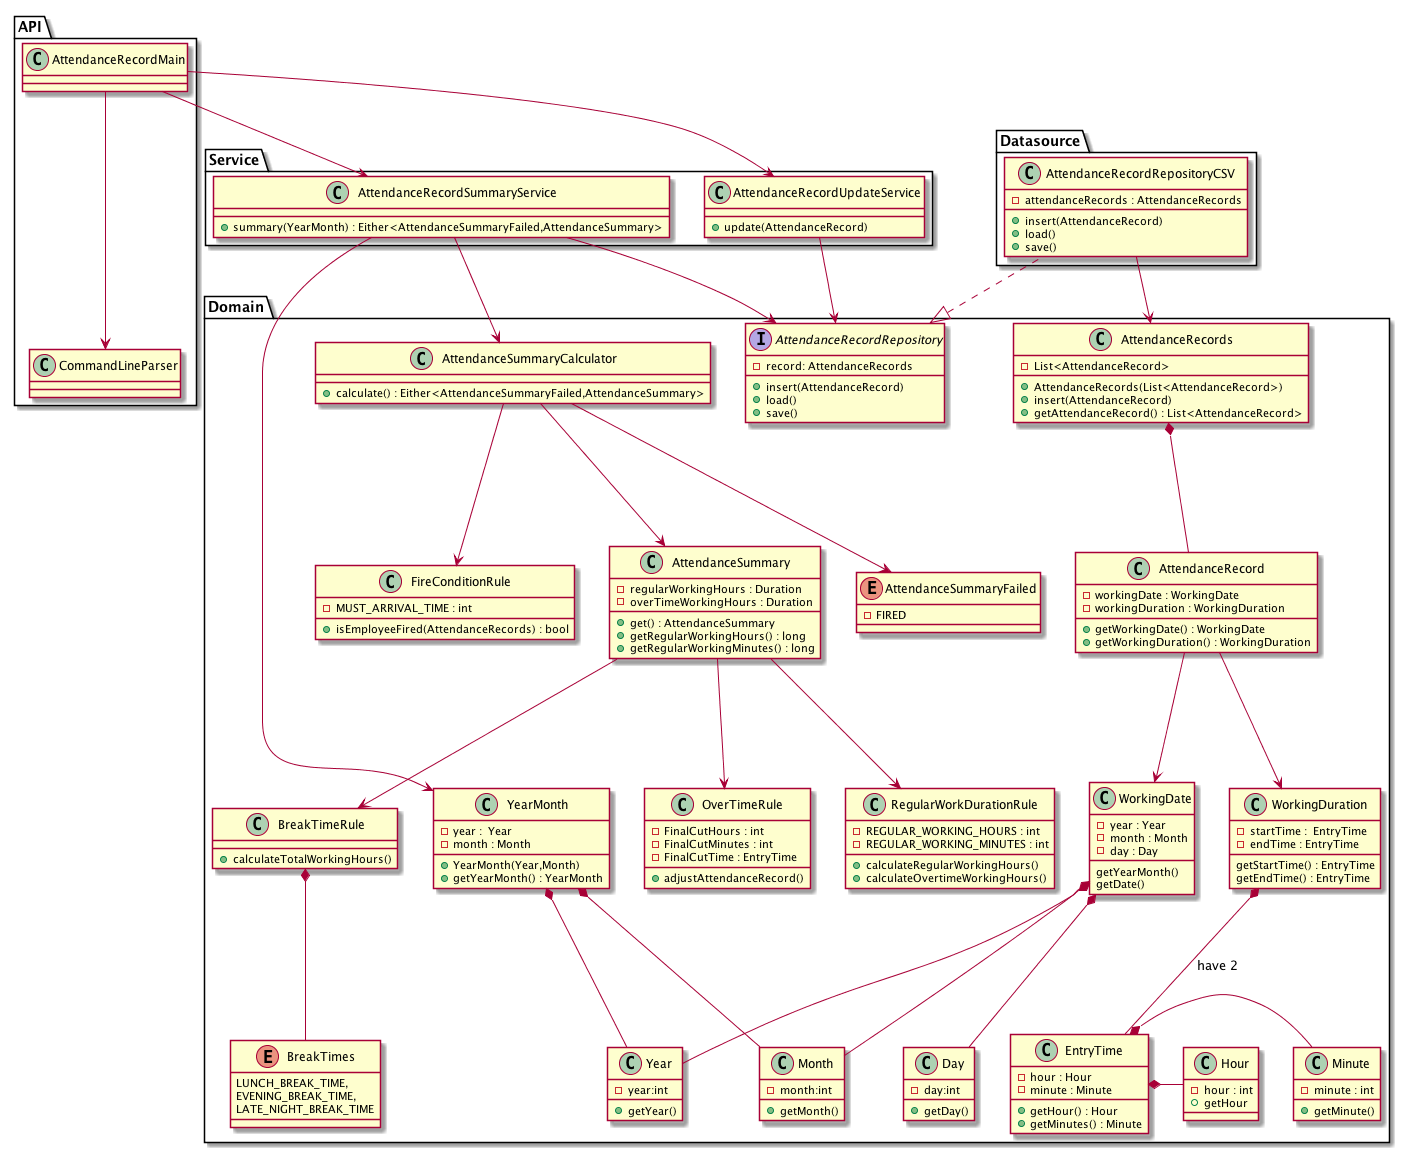 API
C AttendanceRecordMain
C CommandLineParser
Service
C AttendanceRecordSummaryService
summary(YearMonth) : Either<AttendanceSummaryFailed,AttendanceSummary>
C AttendanceRecordUpdateService
update(AttendanceRecord)
Datasource
C AttendanceRecordRepositoryCSV
attendanceRecords : AttendanceRecords
insert(AttendanceRecord)
load()
save()
Domain
C AttendanceSummaryCalculator
calculate() : Either<AttendanceSummaryFailed,AttendanceSummary>
I AttendanceRecordRepository
record: AttendanceRecords
insert(AttendanceRecord)
load()
save()
C AttendanceRecords
List<AttendanceRecord>
AttendanceRecords(List<AttendanceRecord>)
insert(AttendanceRecord)
getAttendanceRecord() : List<AttendanceRecord>
C FireConditionRule
MUST_ARRIVAL_TIME : int
isEmployeeFired(AttendanceRecords) : bool
C AttendanceSummary
regularWorkingHours : Duration
overTimeWorkingHours : Duration
get() : AttendanceSummary
getRegularWorkingHours() : long
getRegularWorkingMinutes() : long
E AttendanceSummaryFailed
FIRED
C AttendanceRecord
workingDate : WorkingDate
workingDuration : WorkingDuration
getWorkingDate() : WorkingDate
getWorkingDuration() : WorkingDuration
C BreakTimeRule
calculateTotalWorkingHours()
C YearMonth
year : Year
month : Month
YearMonth(Year,Month)
getYearMonth() : YearMonth
C OverTimeRule
FinalCutHours : int
FinalCutMinutes : int
FinalCutTime : EntryTime
adjustAttendanceRecord()
C RegularWorkDurationRule
REGULAR_WORKING_HOURS : int
REGULAR_WORKING_MINUTES : int
calculateRegularWorkingHours()
calculateOvertimeWorkingHours()
C WorkingDate
year : Year
month : Month
day : Day
getYearMonth()
getDate()
C WorkingDuration
startTime : EntryTime
endTime : EntryTime
getStartTime() : EntryTime
getEndTime() : EntryTime
have 2
E BreakTimes
LUNCH_BREAK_TIME,
EVENING_BREAK_TIME,
LATE_NIGHT_BREAK_TIME
C Year
year:int
getYear()
C Month
month:int
getMonth()
C Day
day:int
getDay()
C EntryTime
hour : Hour
minute : Minute
getHour() : Hour
getMinutes() : Minute
C Hour
hour : int
getHour
C Minute
minute : int
getMinute()